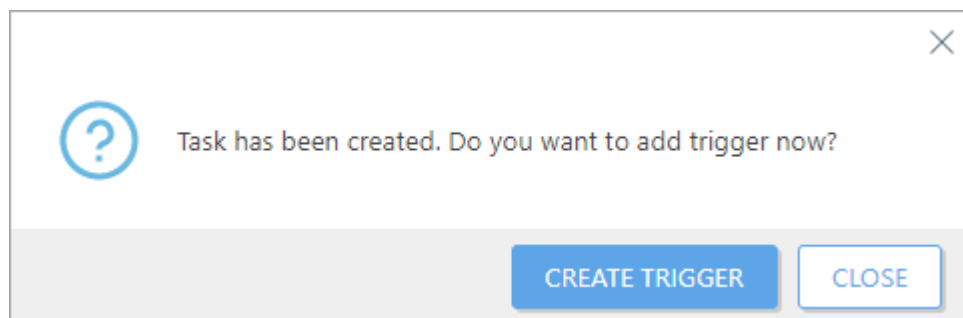 Task has been created. Do you want to add trigger now?
CREATE TRIGGER
CLOSE